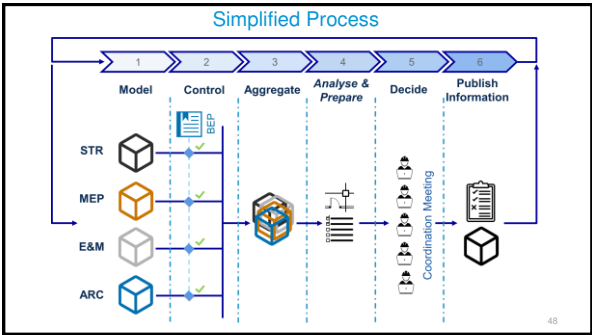 Simplified Process
1 2 3 4 5 6
Model Control Aggregate Analyse & Prepare Decide Publish Information
BEP
STR
MEP
E&M
ARC
Coordination Meeting
48